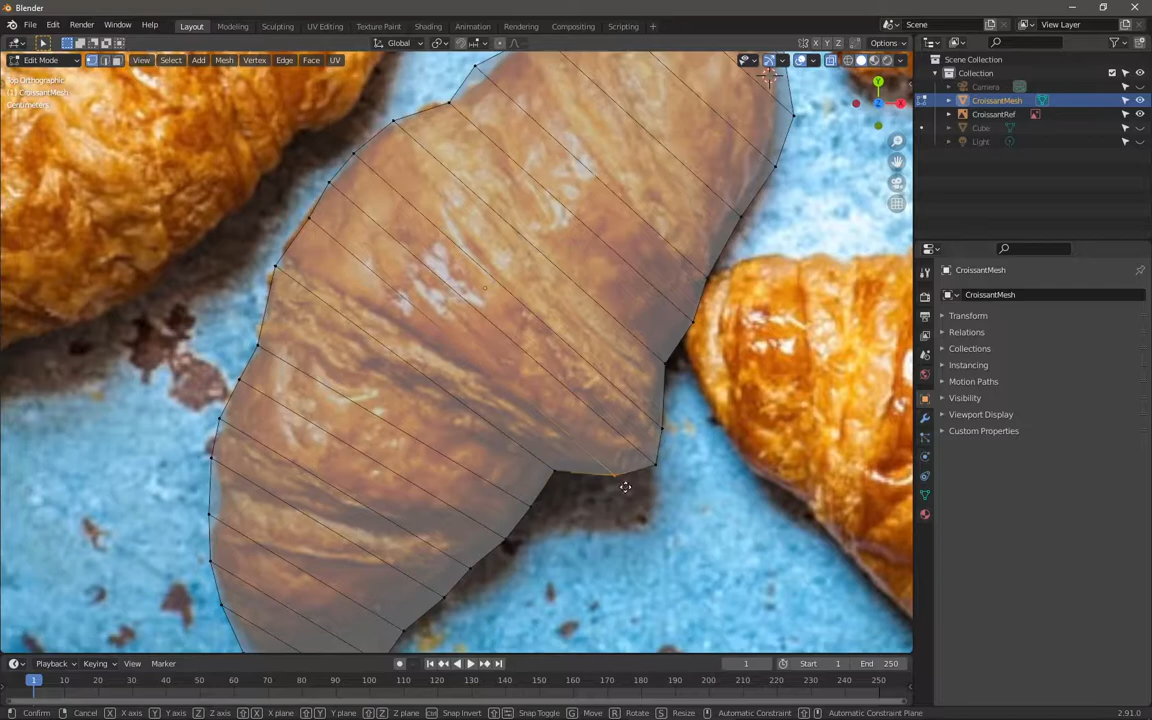 Blender
File Edit Render Window Help Layout Modeling Sculpting UV Editing Texture Paint Shading Animation Rendering Compositing Scripting + Scene View Layer
Global X Y Z Options
Edit Mode View Select Add Mesh Vertex Edge Face UV
Top Orthographic
(1) CroissantMesh
Centimeters
Y
X
Z
Scene Collection
Collection
Camera
CroissantMesh
CroissantRef
Cube
Light
CroissantMesh
CroissantMesh
Transform
Relations
Collections
Instancing
Motion Paths
Visibility
Viewport Display
Custom Properties
Playback Keying View Marker 1 Start 1 End 250
1 10 20 30 40 50 60 70 80 90 100 110 120 130 140 150 160 170 180 190 200 210 220 230 240 250
Confirm Cancel X X axis Y Y axis Z Z axis X X plane Y Y plane Z Z plane Ctrl Snap Invert Snap Toggle G Move R Rotate S Resize Automatic Constraint Automatic Constraint Plane 2.91.0